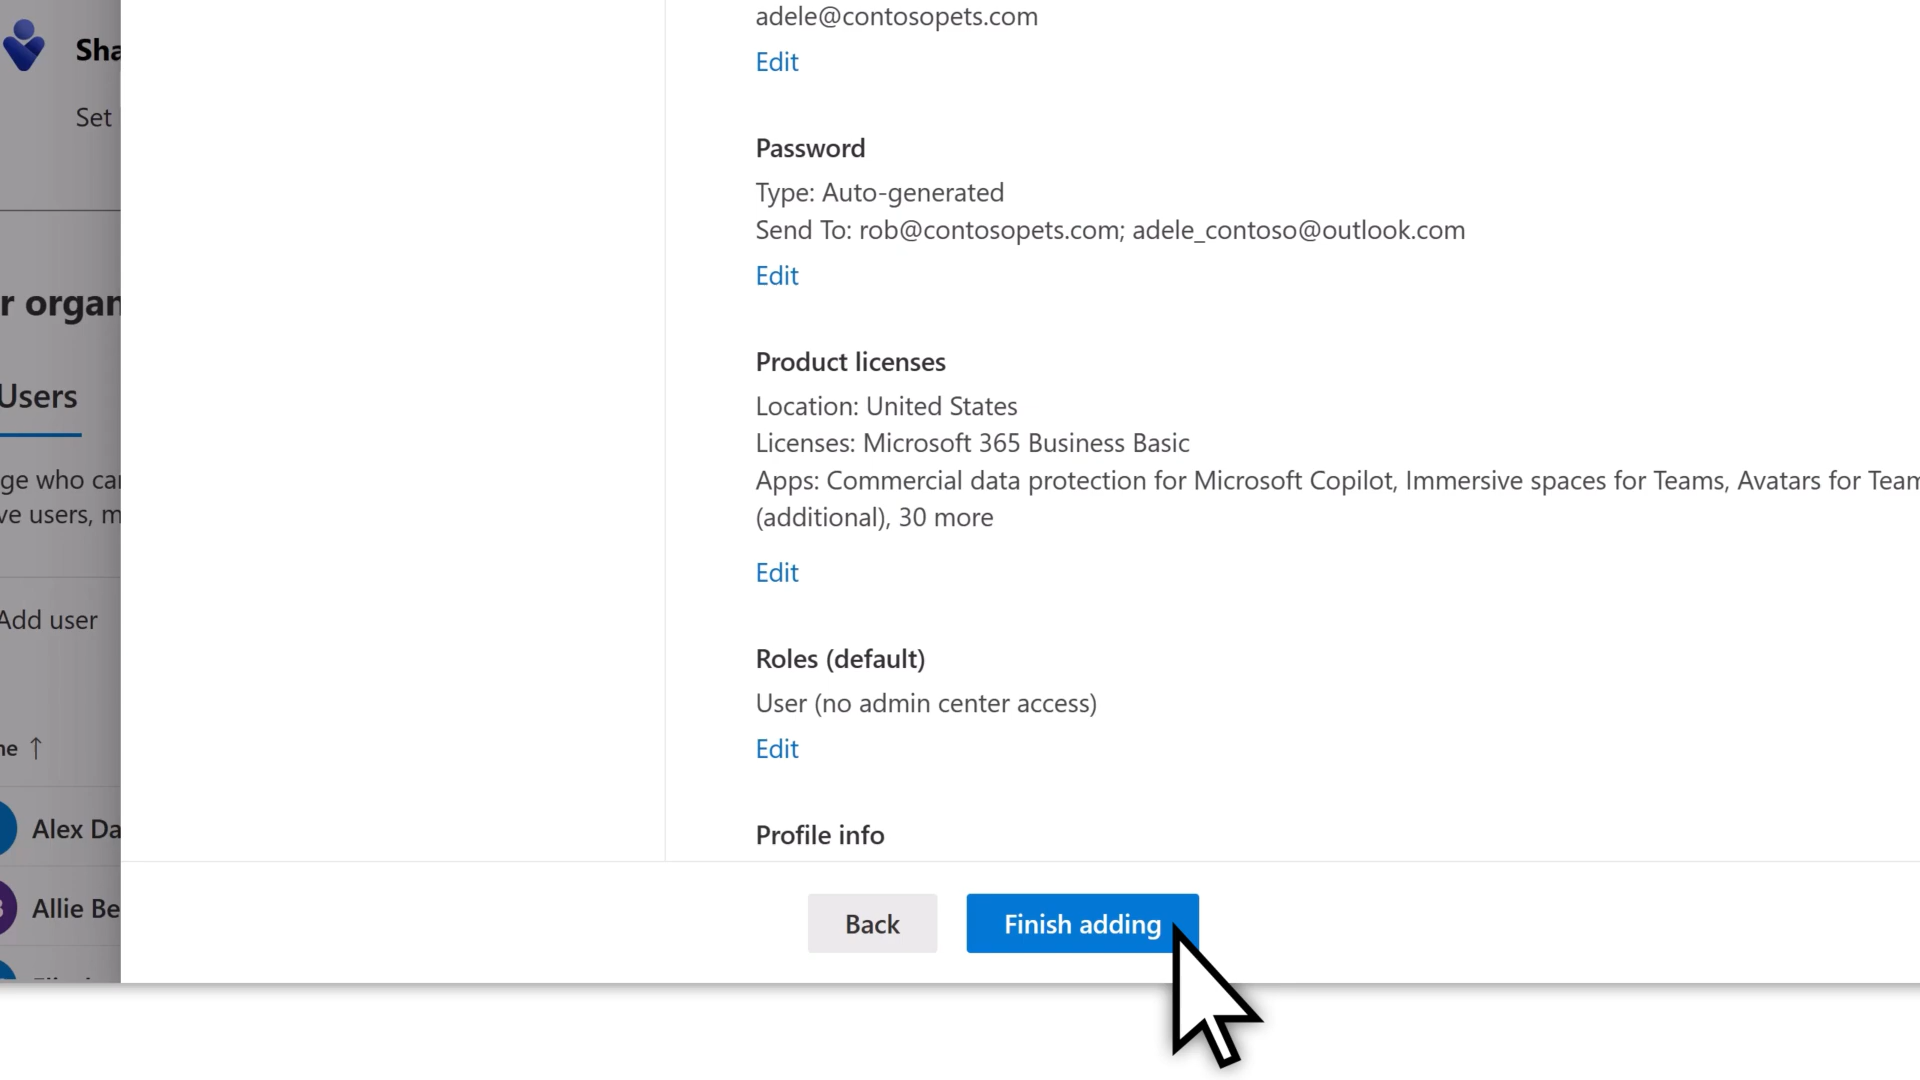 adele@contosopets.com
Sha
Edit
Set
Password
Type: Auto-generated
Send To: rob@contosopets.com; adele_contoso@outlook.com
Edit
r organ
Product licenses
Users
Location: United States
Licenses: Microsoft 365 Business Basic
ge who can
Apps: Commercial data protection for Microsoft Copilot, Immersive spaces for Teams, Avatars for Team
ve users, m
(additional), 30 more
Edit
Add user
Roles (default)
User (no admin center access)
me ↑
Edit
Alex Da
Profile info
Allie Be
Back
Finish adding